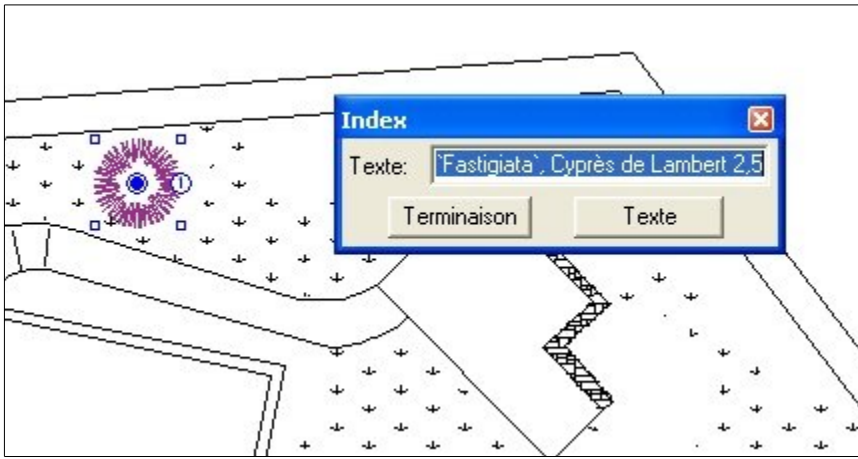 Index
Texte: `Fastigiata`, Cyprès de Lambert 2,5
Terminaison Texte